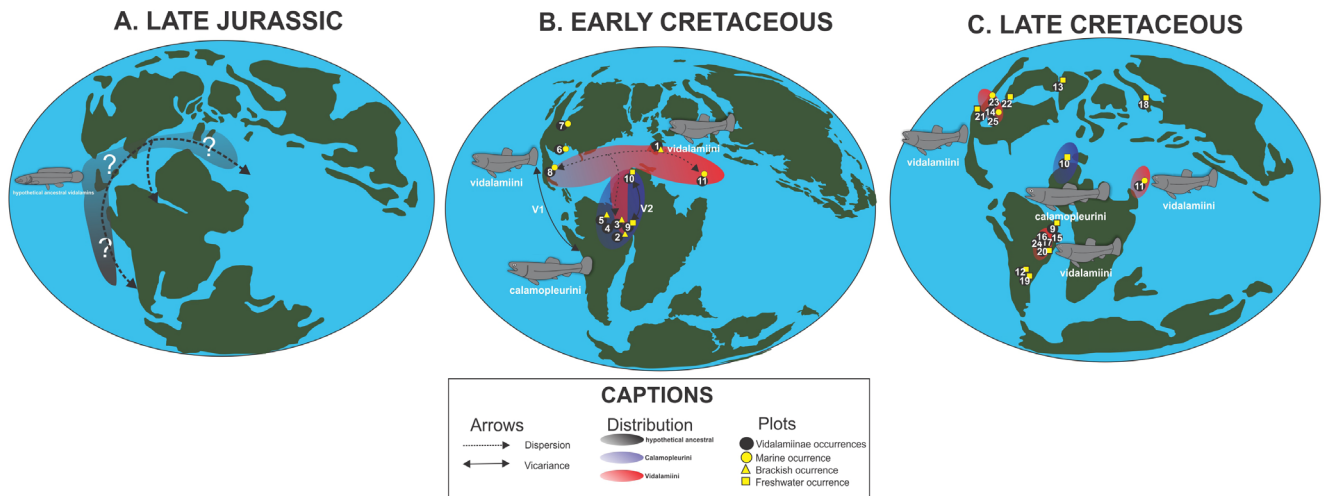 A. LATE JURASSIC
?
?
?
hypothetical ancestral vidalamiins
B. EARLY CRETACEOUS
7
6
8
1
vidalamiini
vidalamiini
10
11
V1
V2
5
4
3
9
2
calamopleurini
C. LATE CRETACEOUS
13
23
22
18
21
14
25
vidalamiini
10
11
calamopleurini
vidalamiini
9
16
15
24
17
20
vidalamiini
12
19
CAPTIONS
Arrows
Dispersion
Vicariance
Distribution
hypothetical ancestral
Calamopleurini
Vidalamiini
Plots
Vidalamiinae occurrences
Marine ocurrence
Brackish ocurrence
Freshwater ocurrence